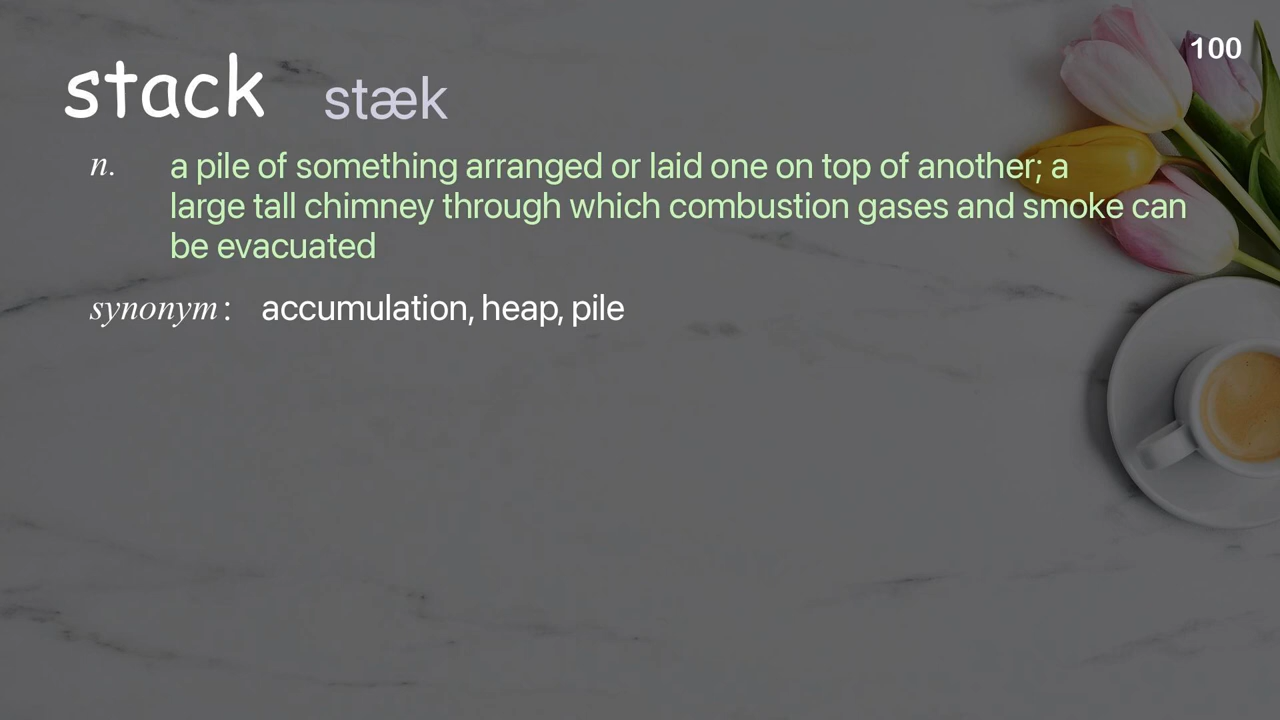 100
stack stæk
n. a pile of something arranged or laid one on top of another; a
large tall chimney through which combustion gases and smoke can
be evacuated
synonym: accumulation, heap, pile